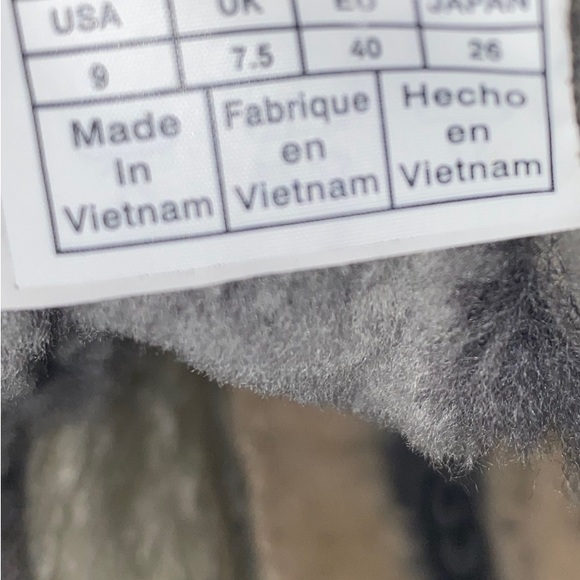 USA UK EU JAPAN
9 7.5 40 26
Made Fabrique Hecho
In en en
Vietnam Vietnam Vietnam